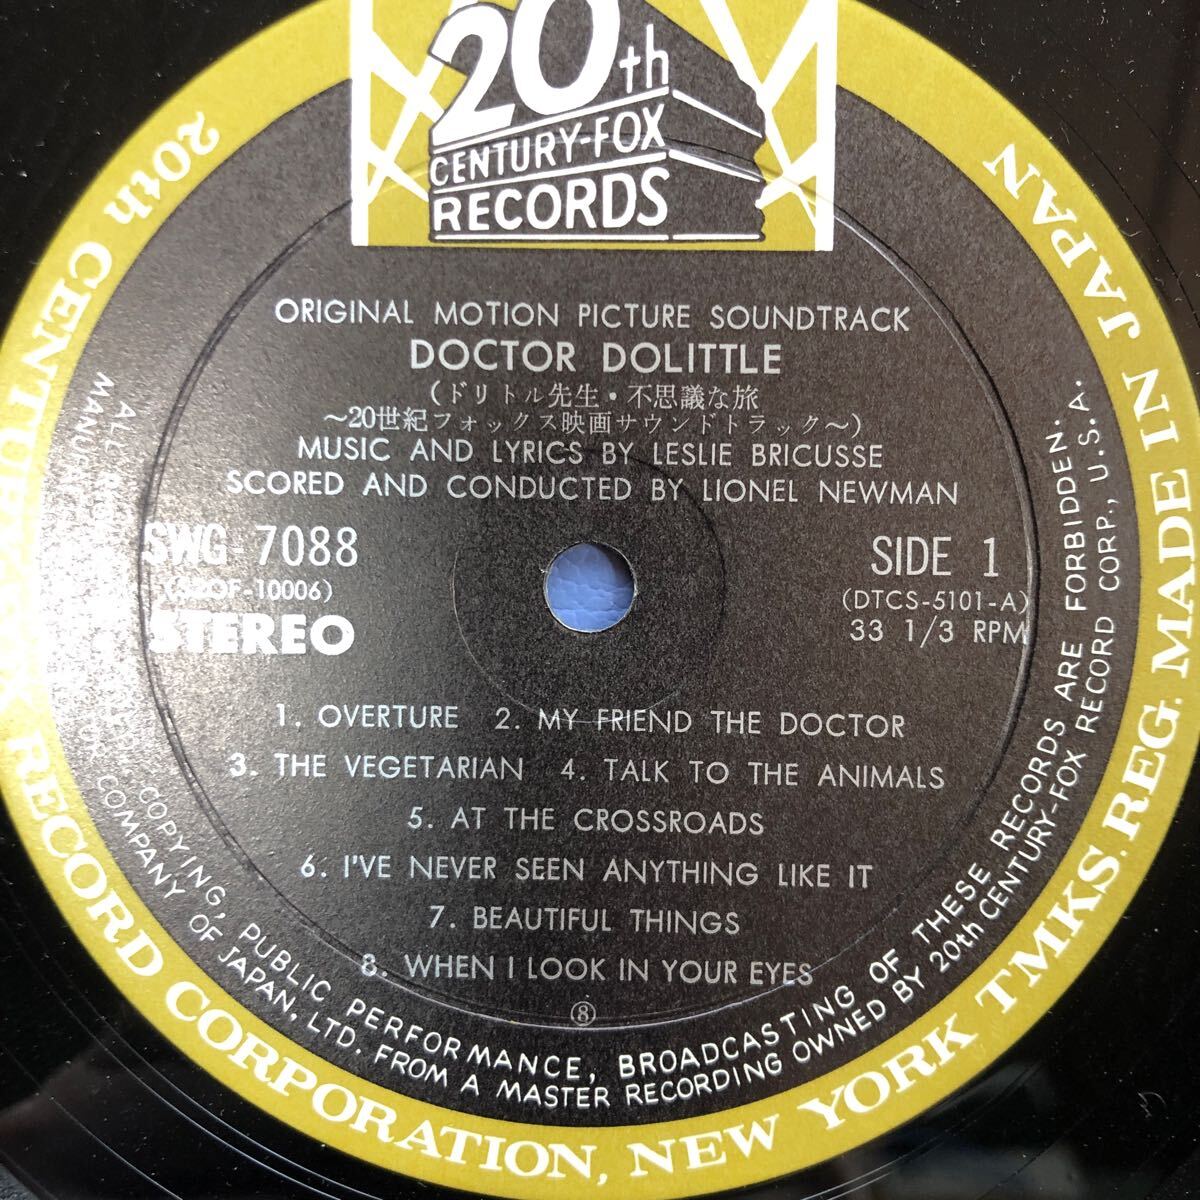 20th
CENTURY-FOX
RECORDS
ORIGINAL MOTION PICTURE SOUNDTRACK
DOCTOR DOLITTLE
(ドリトル先生・不思議な旅
〜20世紀フォックス映画サウンドトラック〜)
MUSIC AND LYRICS BY LESLIE BRICUSSE
SCORED AND CONDUCTED BY LIONEL NEWMAN
SWG-7088
(S2OF-10006)
STEREO
SIDE 1
(DTCS-5101-A)
33 1/3 RPM
1. OVERTURE 2. MY FRIEND THE DOCTOR
3. THE VEGETARIAN 4. TALK TO THE ANIMALS
5. AT THE CROSSROADS
6. I'VE NEVER SEEN ANYTHING LIKE IT
7. BEAUTIFUL THINGS
8. WHEN I LOOK IN YOUR EYES
⑧
ALL COPYING, PUBLIC PERFORMANCE, BROADCASTING OF THESE RECORDS ARE FORBIDDEN.
COMPANY OF JAPAN, LTD. FROM A MASTER RECORDING OWNED BY 20th CENTURY-FOX RECORD CORP., U.S.A.
20th CENTURY-FOX RECORD CORPORATION, NEW YORK TMKS. REG. MADE IN JAPAN